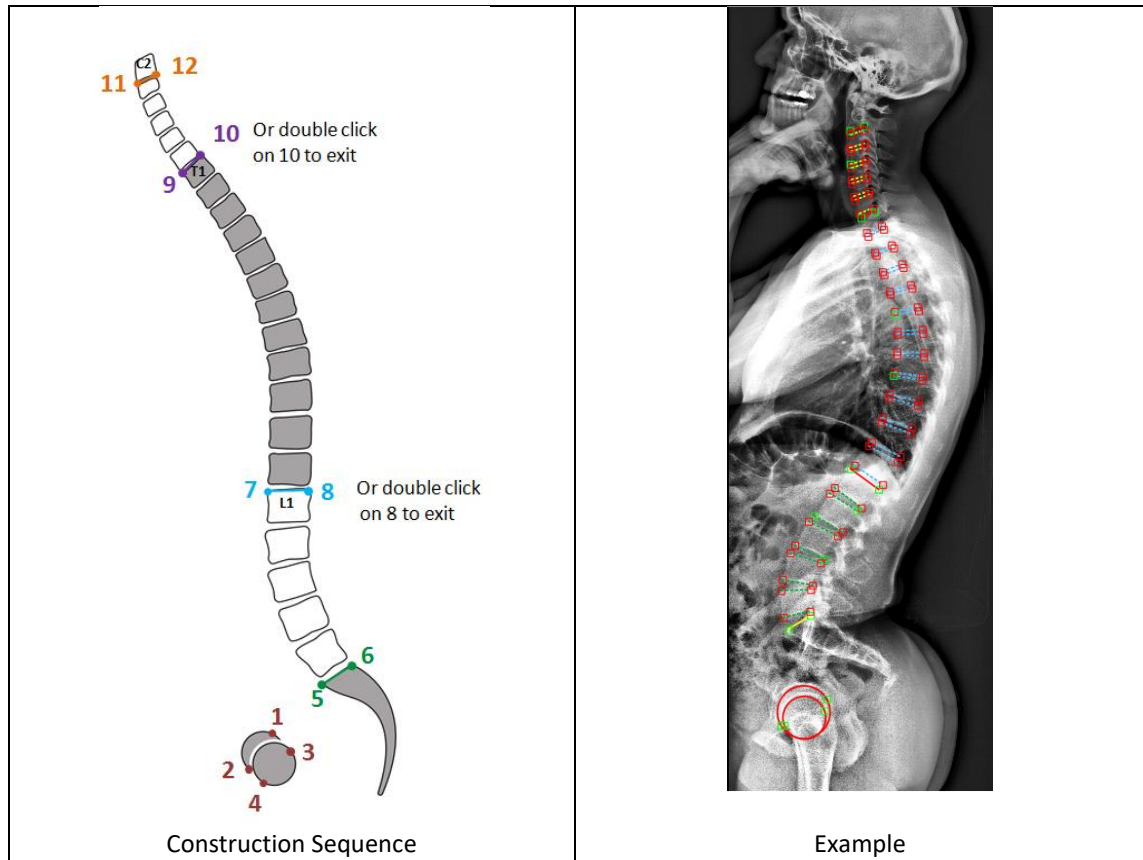 C2
12
11
10
Or double click
on 10 to exit
T1
9
7
8
Or double click
on 8 to exit
L1
6
5
1
3
2
4
Construction Sequence
Example